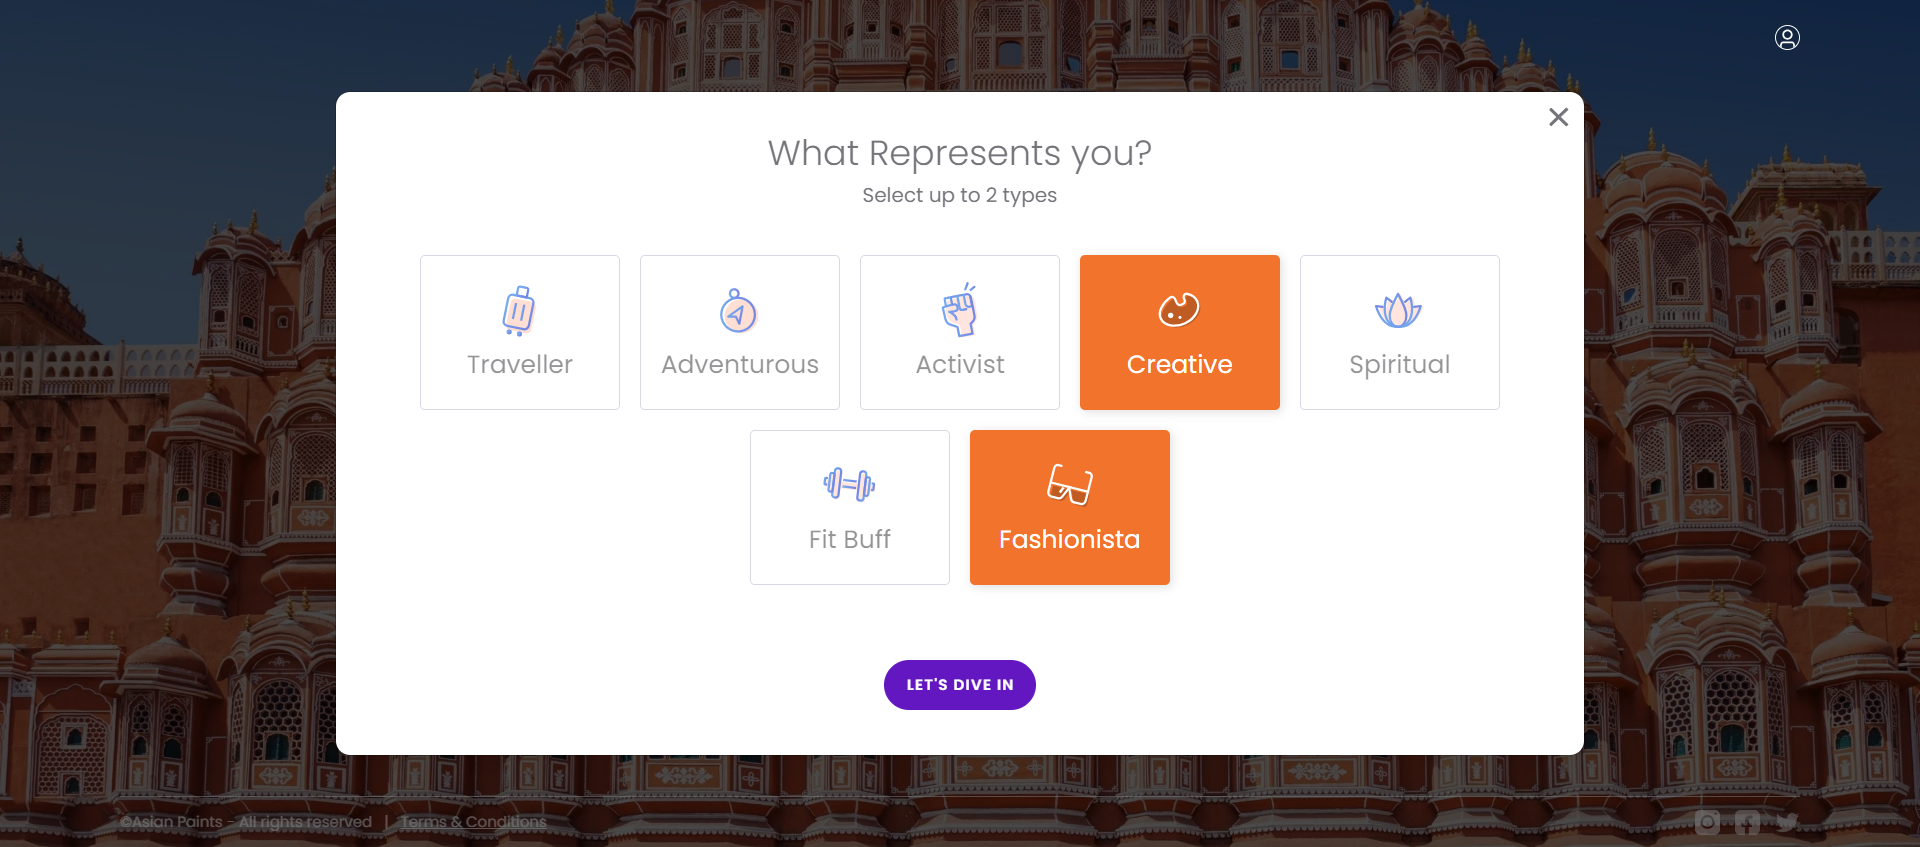 What Represents you?
Select up to 2 types
Traveller
Adventurous
Activist
Creative
Spiritual
Fit Buff
Fashionista
LET'S DIVE IN
©Asian Paints - All rights reserved | Terms & Conditions